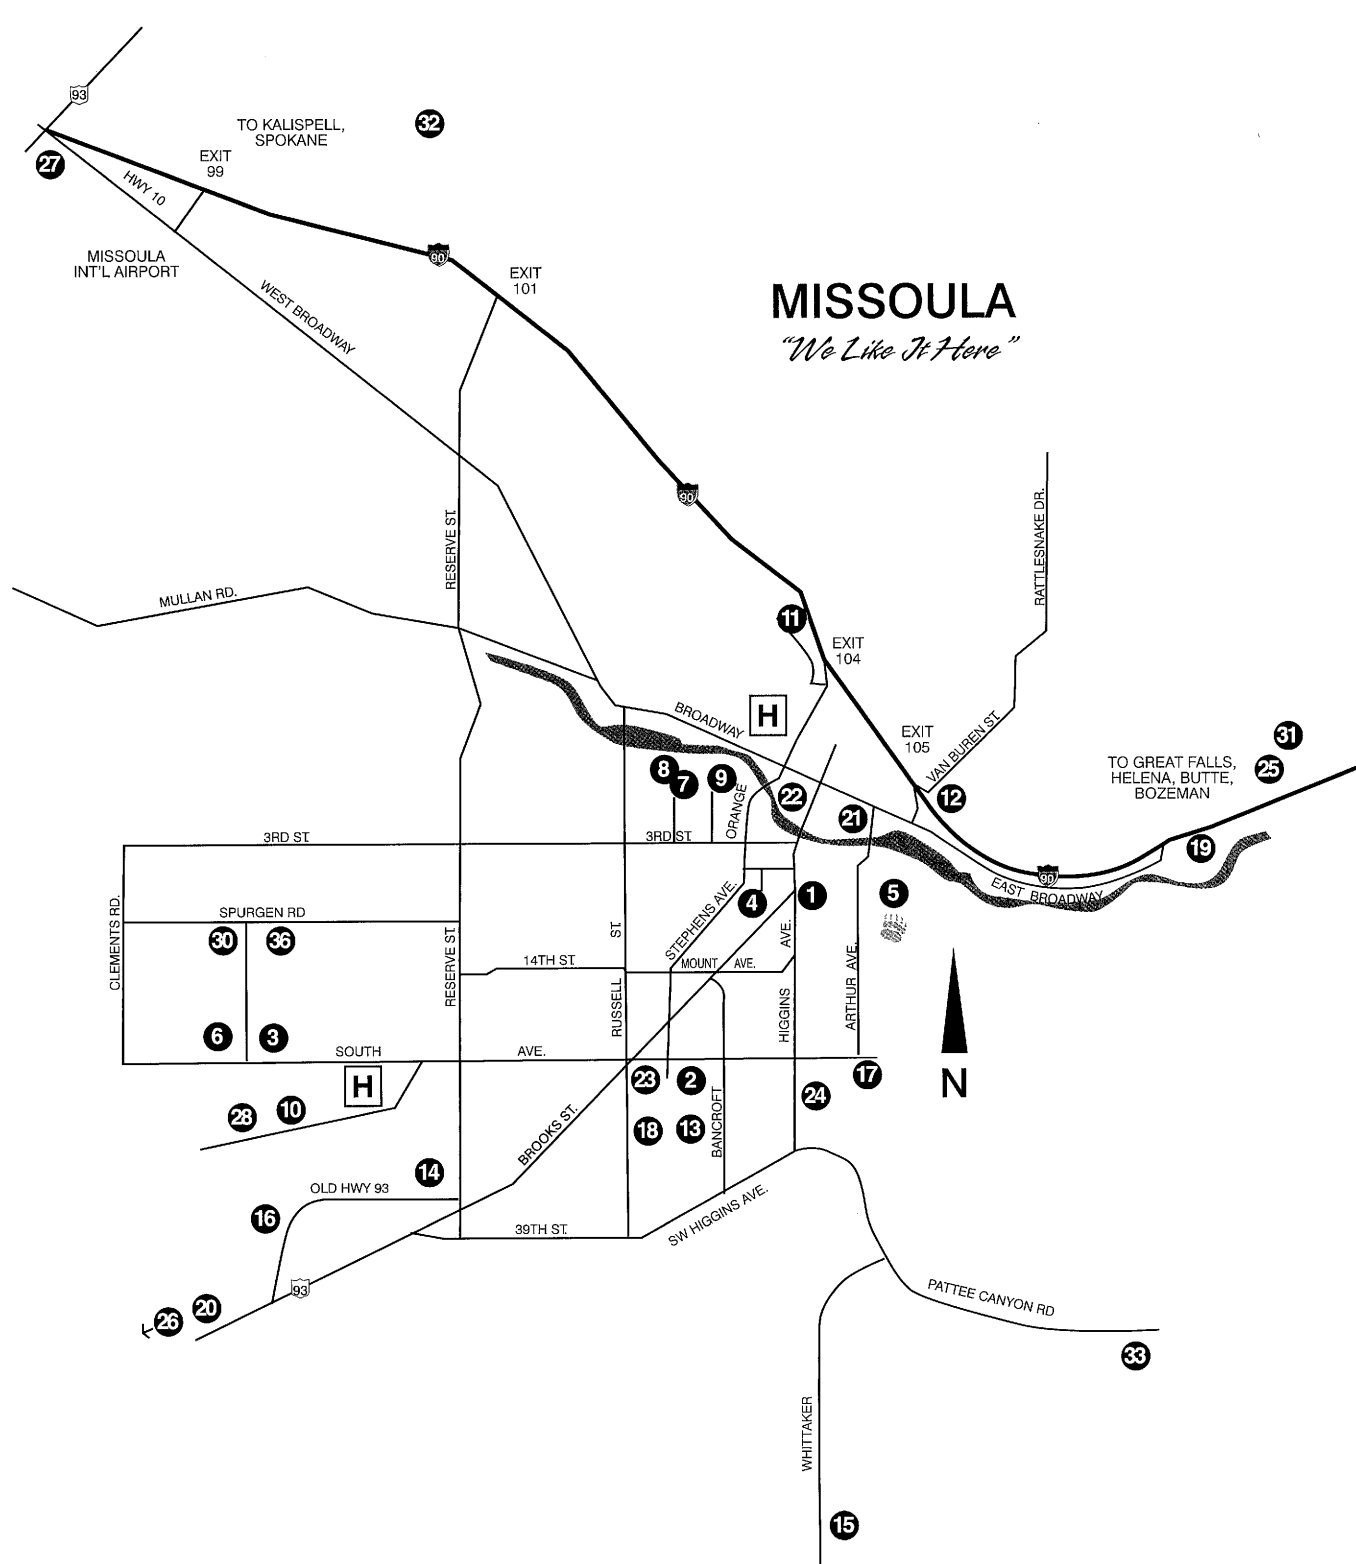 93
TO KALISPELL,
SPOKANE
32
27
EXIT
99
HWY 10
MISSOULA
INT'L AIRPORT
90
EXIT
101
WEST BROADWAY
MISSOULA
"We Like It Here"
90
RESERVE ST.
RATTLESNAKE DR.
MULLAN RD.
11
EXIT
104
BROADWAY
H
EXIT
105
VAN BUREN ST.
31
TO GREAT FALLS,
HELENA, BUTTE,
BOZEMAN
25
8
7
9
ORANGE
22
12
21
3RD ST.
3RD ST.
19
90
EAST BROADWAY
CLEMENTS RD.
SPURGEN RD
30
36
STEPHENS AVE.
4
1
5
RESERVE ST.
14TH ST.
RUSSELL ST.
MOUNT AVE.
HIGGINS AVE.
ARTHUR AVE.
6
3
SOUTH AVE.
H
28
10
23
2
17
24
18
13
BANCROFT
BROOKS ST.
N
14
OLD HWY 93
16
39TH ST.
SW HIGGINS AVE.
93
20
26
PATTEE CANYON RD
33
WHITTAKER
15